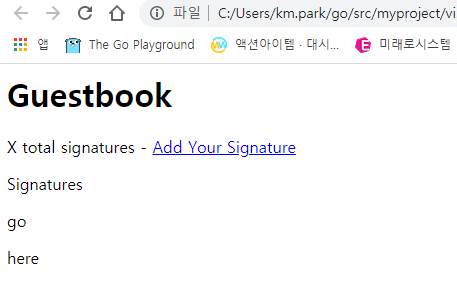 파일 | C:/Users/km.park/go/src/myproject/vi
앱 The Go Playground 액션아이템 - 대시... 미래로시스템
Guestbook
X total signatures - Add Your Signature
Signatures
go
here